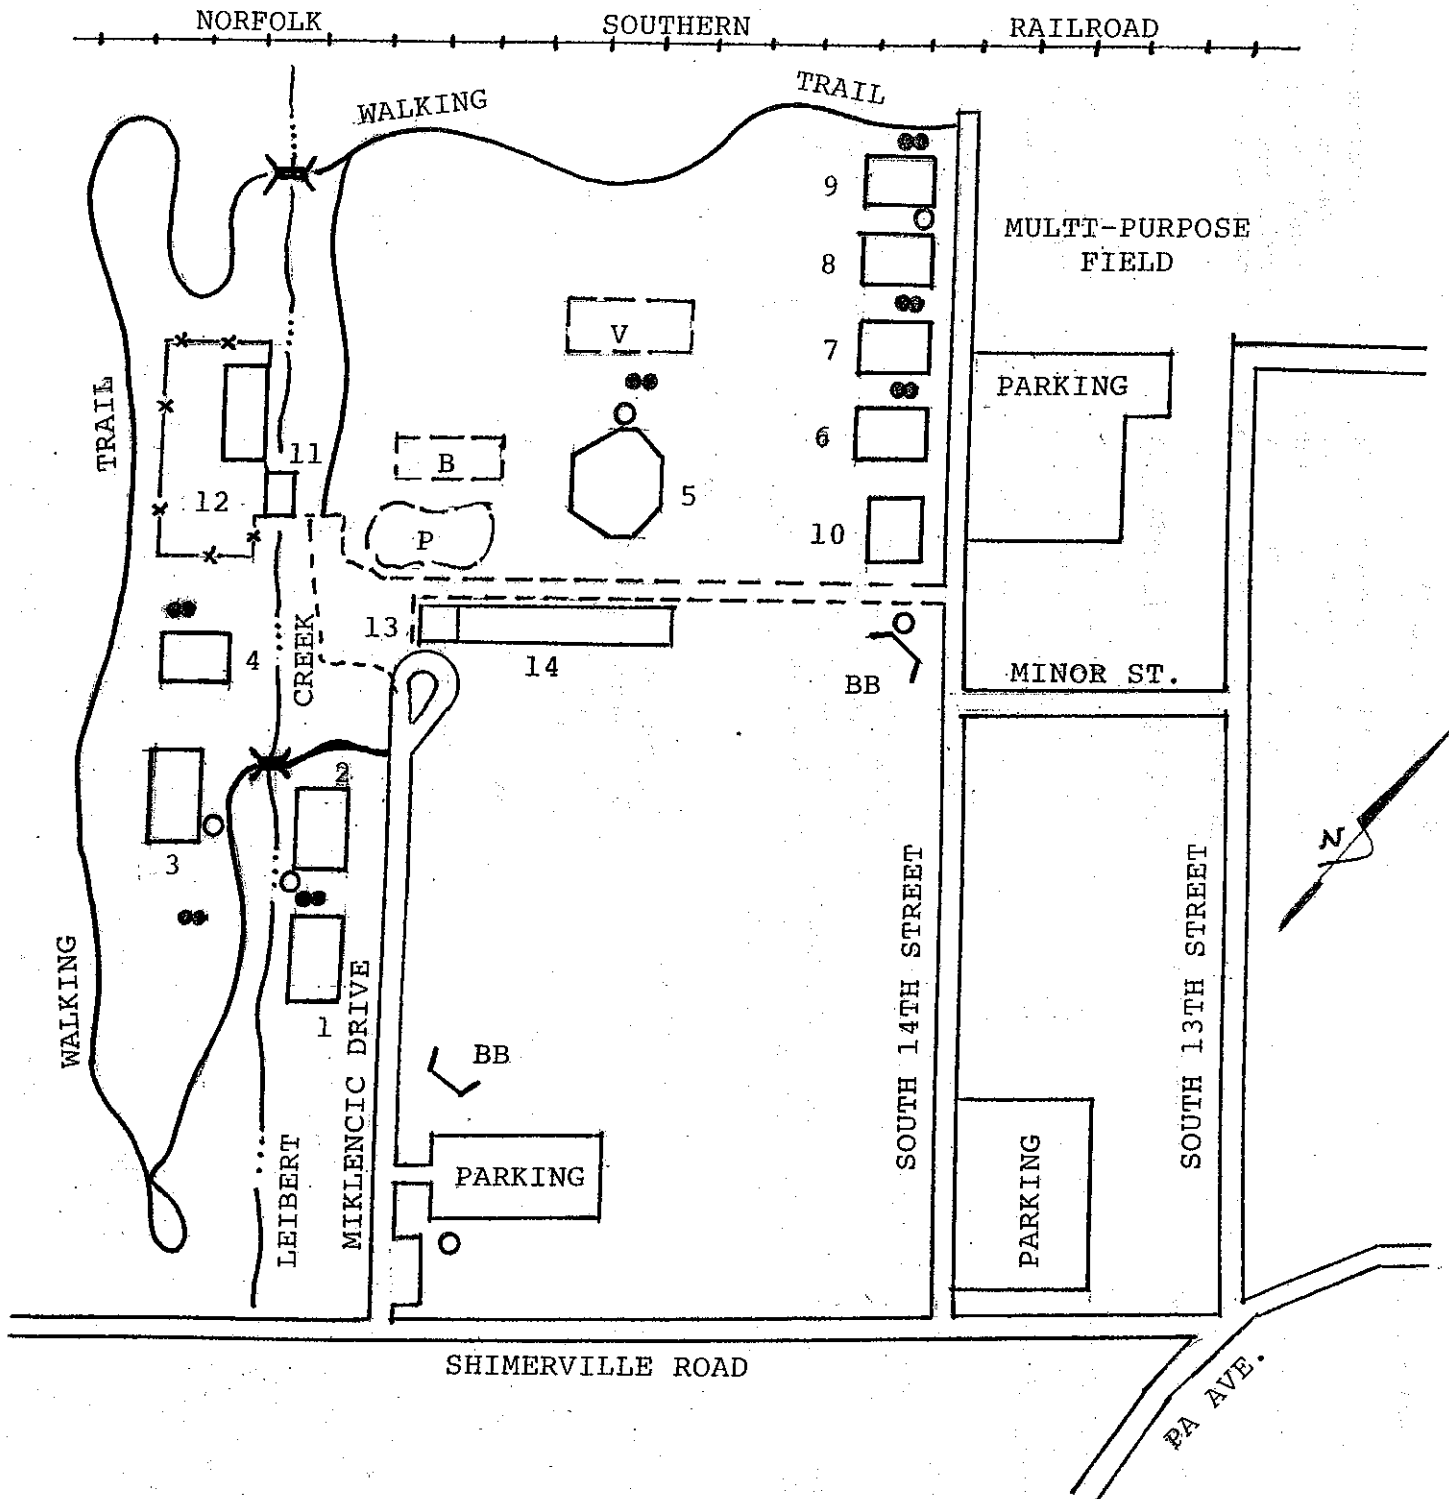 NORFOLK SOUTHERN RAILROAD
WALKING TRAIL
9
MULTI-PURPOSE
FIELD
8
V
7
PARKING
TRAIL
6
B
11
12
5
P
10
13
CREEK
4
14
BB
MINOR ST.
2
N
3
SOUTH 14TH STREET
SOUTH 13TH STREET
WALKING
1
MIKLENCIC DRIVE
BB
LEIBERT
PARKING
PARKING
SHIMERVILLE ROAD
PA AVE.